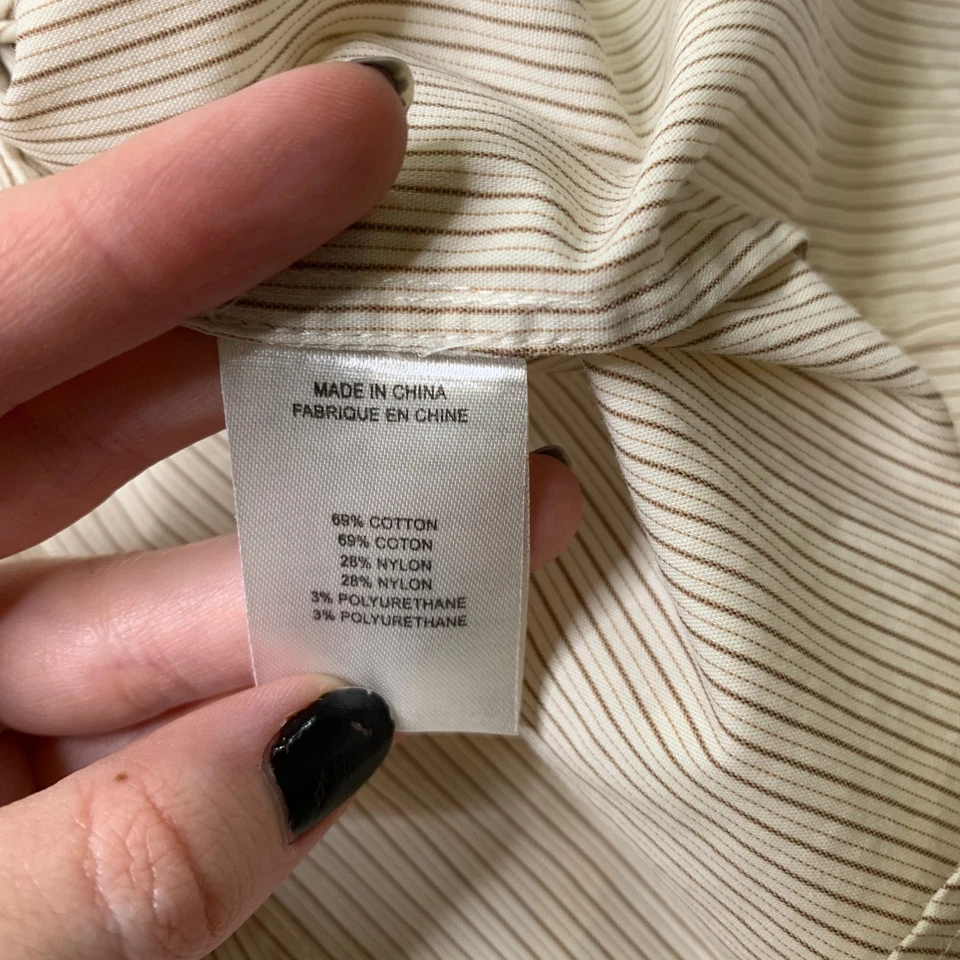 MADE IN CHINA
FABRIQUE EN CHINE
69% COTTON
69% COTON
28% NYLON
28% NYLON
3% POLYURETHANE
3% POLYURETHANE